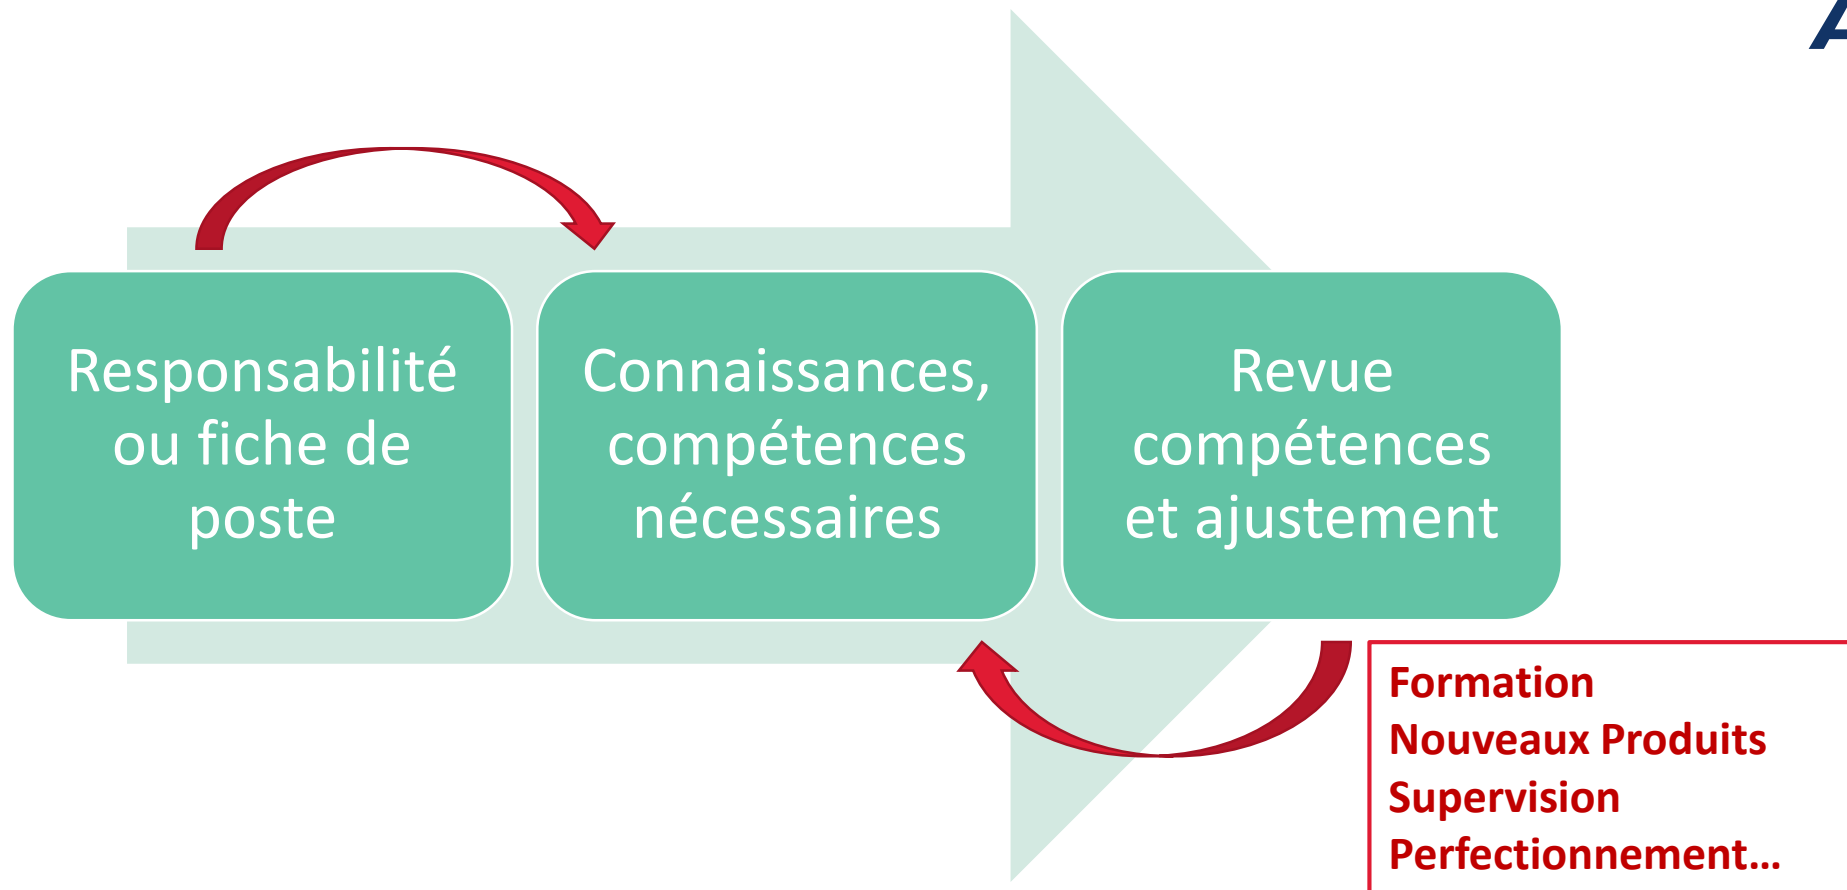 Responsabilité
ou fiche de
poste
Connaissances,
compétences
nécessaires
Revue
compétences
et ajustement
Formation
Nouveaux Produits
Supervision
Perfectionnement...